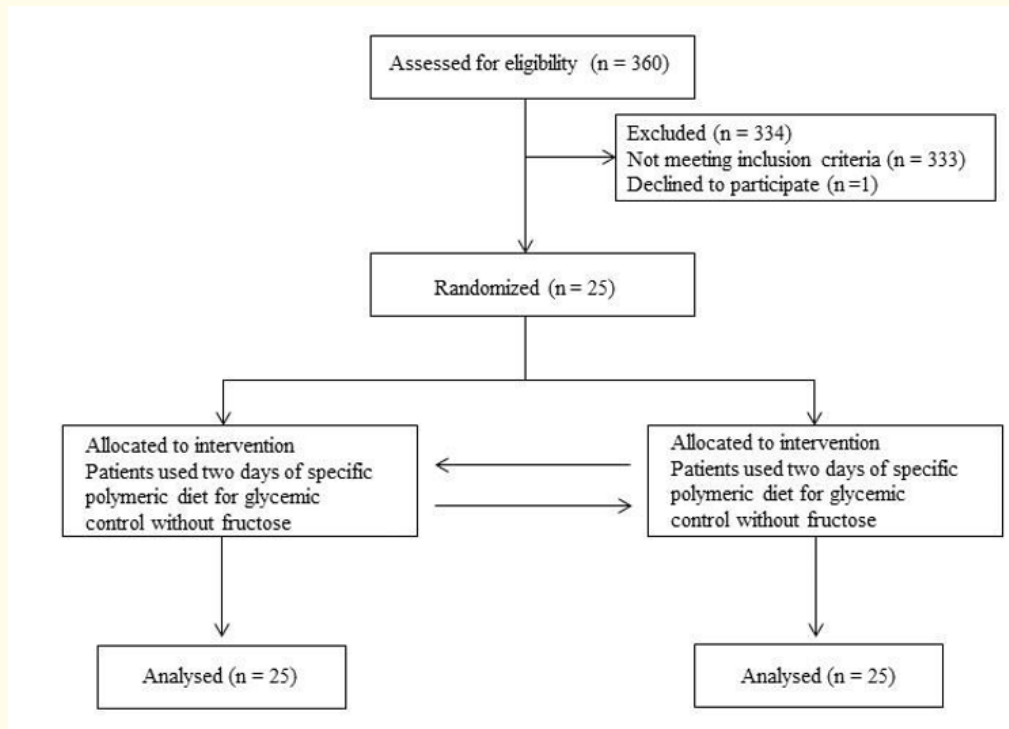 Assessed for eligibility (n = 360)
Excluded (n = 334)
Not meeting inclusion criteria (n = 333)
Declined to participate (n =1)
Randomized (n = 25)
Allocated to intervention
Patients used two days of specific
polymeric diet for glycemic
control without fructose
Allocated to intervention
Patients used two days of specific
polymeric diet for glycemic
control without fructose
Analysed (n = 25)
Analysed (n = 25)